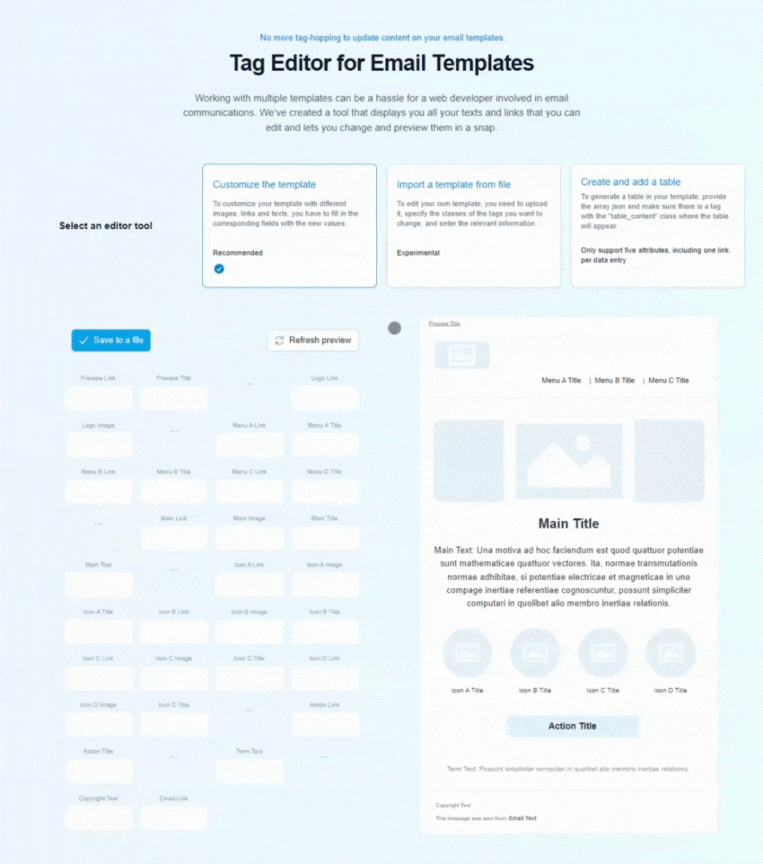 No more tag-hopping to update content on your email templates
Tag Editor for Email Templates
Working with multiple templates can be a hassle for a web developer involved in email
communications. We've created a tool that displays you all your texts and links that you can
edit and lets you change and preview them in a snap.
Select an editor tool
Customize the template
To customize your template with different
images, links and texts, you have to fill in the
corresponding fields with the new values.
Recommended
Import a template from file
To edit your own template, you need to upload
it, specify the classes of the tags you want to
change, and enter the relevant information.
Experimental
Create and add a table
To generate a table in your template, provide
the array json and make sure there is a tag
with the "table_content" class where the table
will appear.
Only support five attributes, including one link,
per data entry
Save to a file
Refresh preview
Preview Link
Preview Title
...
Logo Link
Logo Image
...
Menu A Link
Menu A Title
Menu B Link
Menu B Title
Menu C Link
Menu C Title
...
Main Link
Main Image
Main Title
Main Text
...
Icon A Link
Icon A Image
Icon A Title
Icon B Link
Icon B Image
Icon B Title
Icon C Link
Icon C Image
Icon C Title
Icon D Link
Icon D Image
Icon D Title
...
Action Link
Action Title
...
Term Text
...
Copyright Text
Email Link
Preview Title
Menu A Title | Menu B Title | Menu C Title
Main Title
Main Text: Una motiva ad hoc faciendum est quod quattuor potentiae
sunt mathematicae quattuor vectores. Ita, normae transmutationis
normae adhibitae, si potentiae electricae et magneticae in uno
compage inertiae referentiae cognoscuntur, possunt simpliciter
computari in quolibet alio membro inertiae relationis.
Icon A Title
Icon B Title
Icon C Title
Icon D Title
Action Title
Term Text: Possunt simpliciter computari in quolibet alio membro inertiae relationis.
Copyright Text
This message was sent from: Email Text